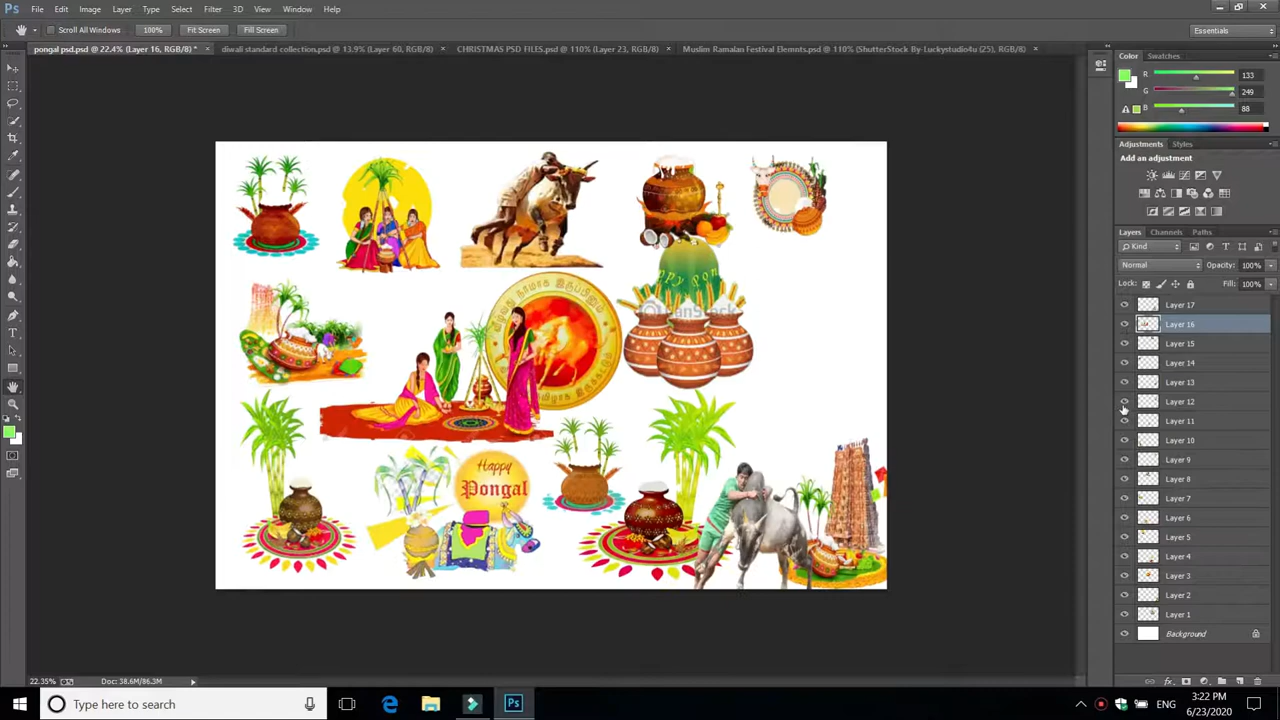 Ps File Edit Image Layer Type Select Filter 3D View Window Help
Scroll All Windows 100% Fit Screen Fill Screen Essentials
pongal psd.psd @ 22.4% (Layer 16, RGB/8) * × diwali standard collection.psd @ 13.9% (Layer 60, RGB/8) × CHRISTMAS PSD FILES.psd @ 110% (Layer 23, RGB/8) × Muslim Ramalan Festival Elemnts.psd @ 110% (ShutterStock By Luckystudio4u (25), RGB/8) ×
Color Swatches
R 133
G 249
B 88
Adjustments Styles
Add an adjustment
Layers Channels Paths
Kind
Normal Opacity: 100%
Lock: Fill: 100%
Layer 17
Layer 16
Layer 15
Layer 14
Layer 13
Layer 12
Layer 11
Layer 10
Layer 9
Layer 8
Layer 7
Layer 6
Layer 5
Layer 4
Layer 3
Layer 2
Layer 1
Background
Happy
Pongal
22.35% Doc: 38.6M/86.3M
Type here to search
ENG
3:22 PM
6/23/2020